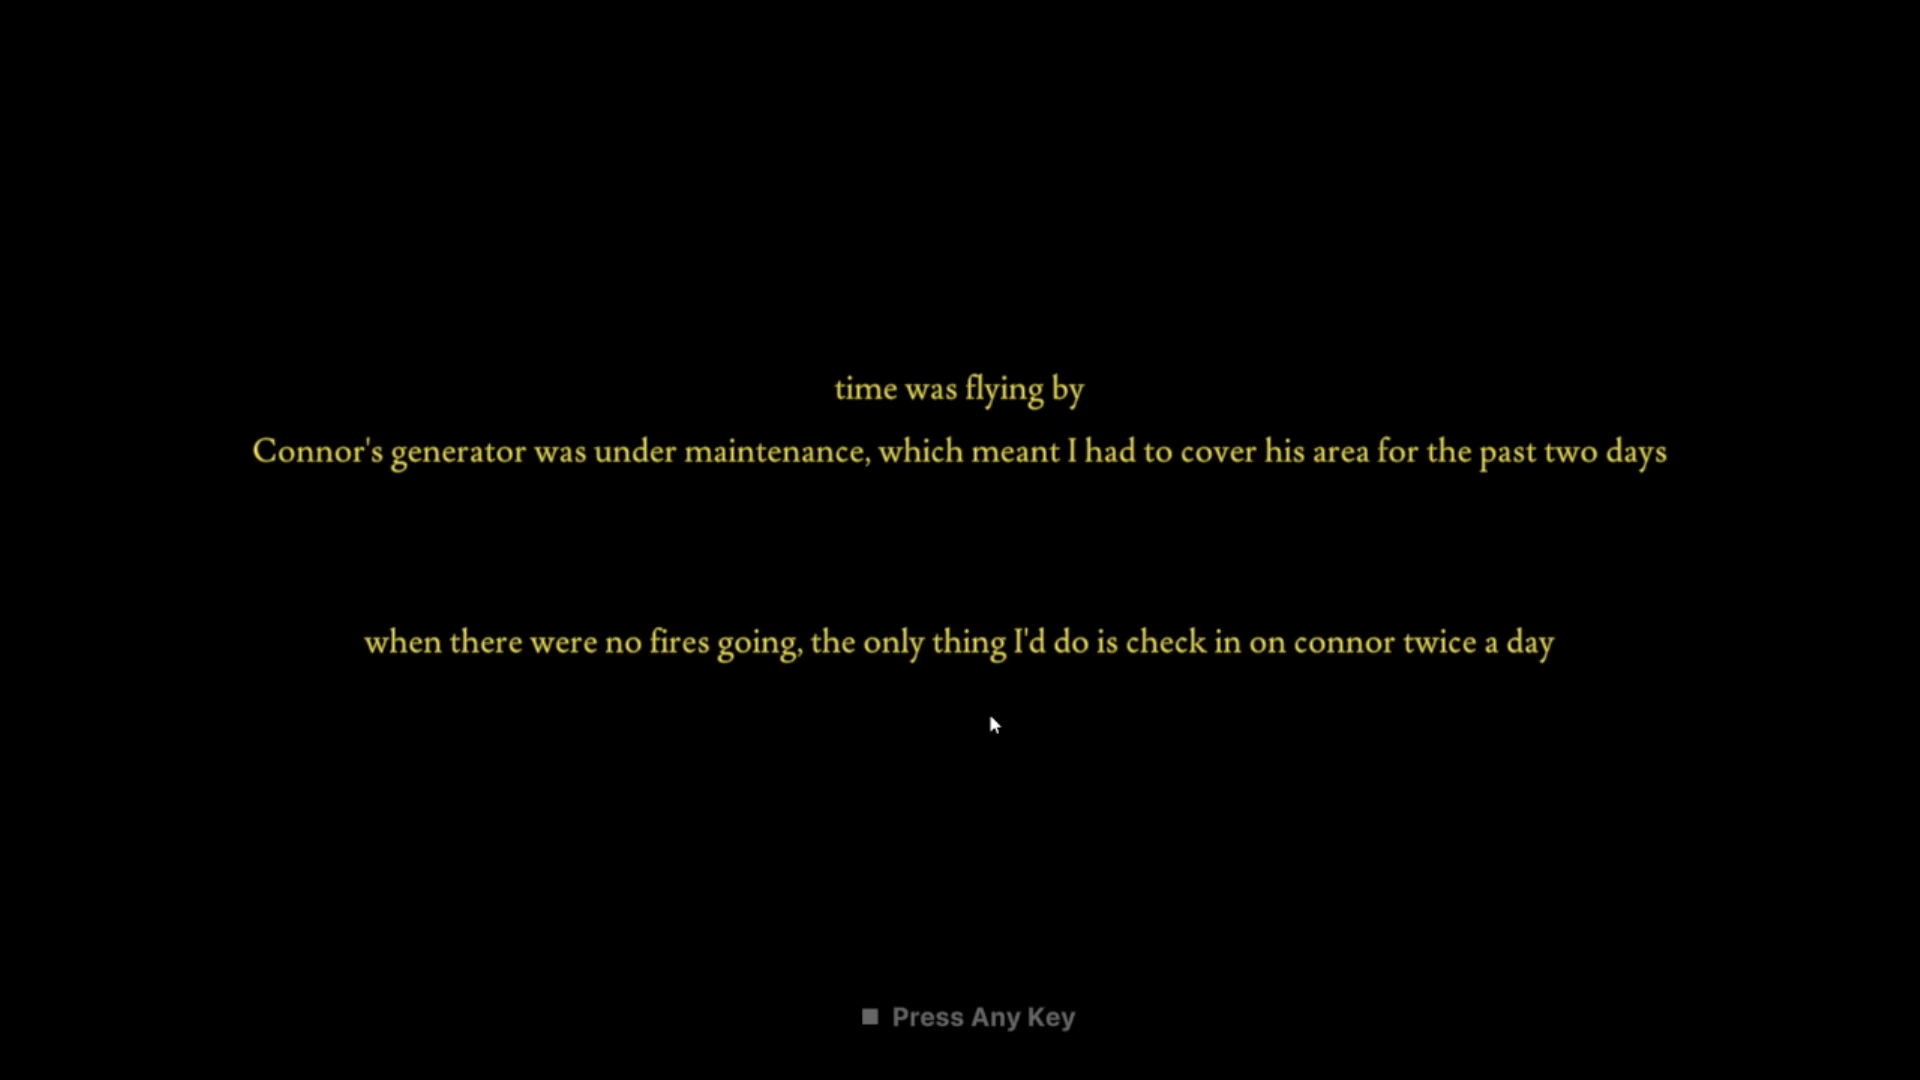 time was flying by
Connor's generator was under maintenance, which meant I had to cover his area for the past two days
when there were no fires going, the only thing I'd do is check in on connor twice a day
Press Any Key